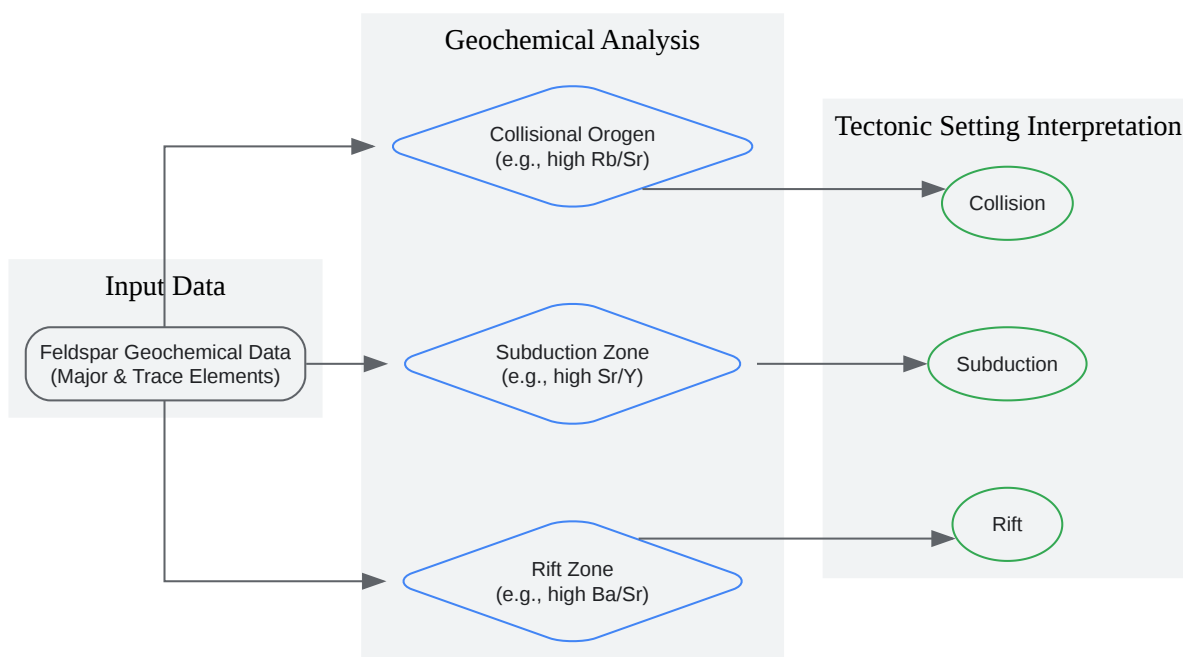 Geochemical Analysis
Collisional Orogen
(e.g., high Rb/Sr)
Tectonic Setting Interpretation
Collision
Input Data
Feldspar Geochemical Data
(Major & Trace Elements)
Subduction Zone
(e.g., high Sr/Y)
Subduction
Rift Zone
(e.g., high Ba/Sr)
Rift